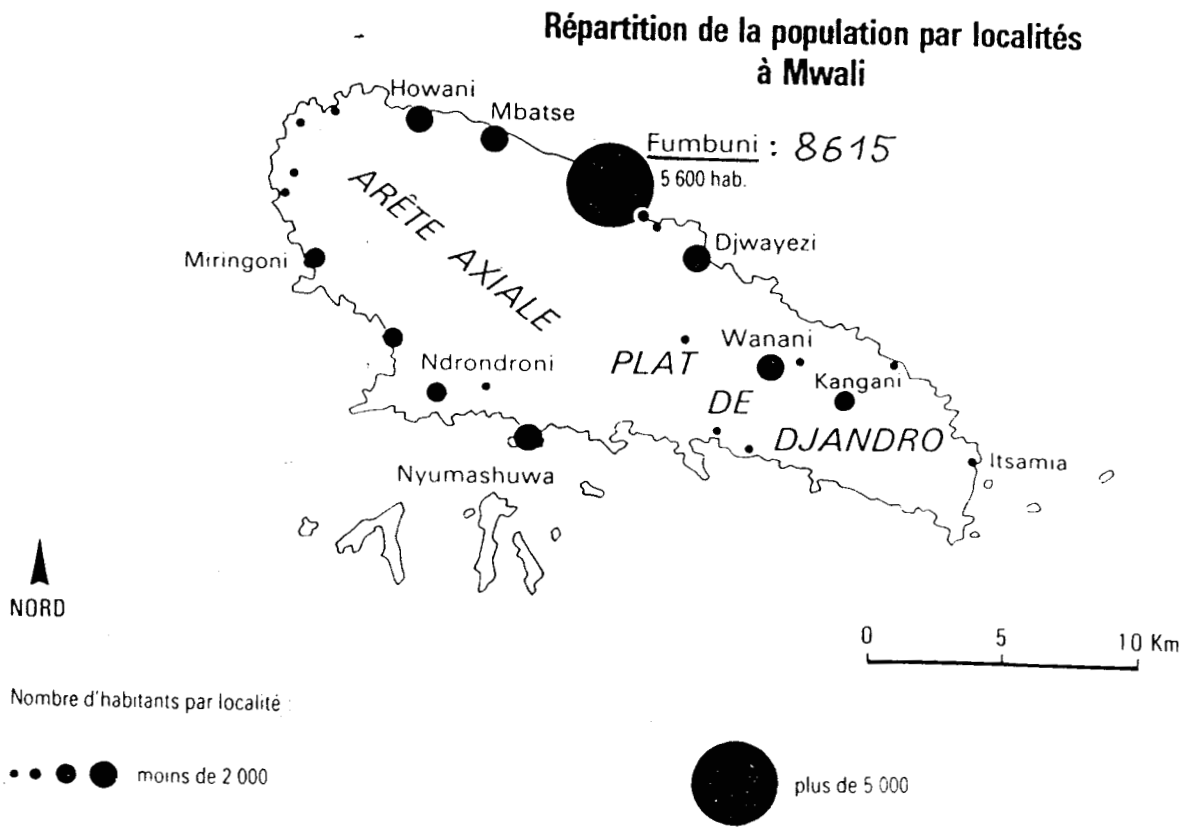 Répartition de la population par localités
à Mwali
Howani
Mbatse
Fumbuni : 8615
5 600 hab.
ARÊTE AXIALE
Djwayezi
Miringoni
Wanani
Ndrondroni
PLAT
Kangani
DE
DJANDRO
Itsamia
Nyumashuwa
NORD
0 5 10 Km
Nombre d'habitants par localité :
moins de 2 000
plus de 5 000